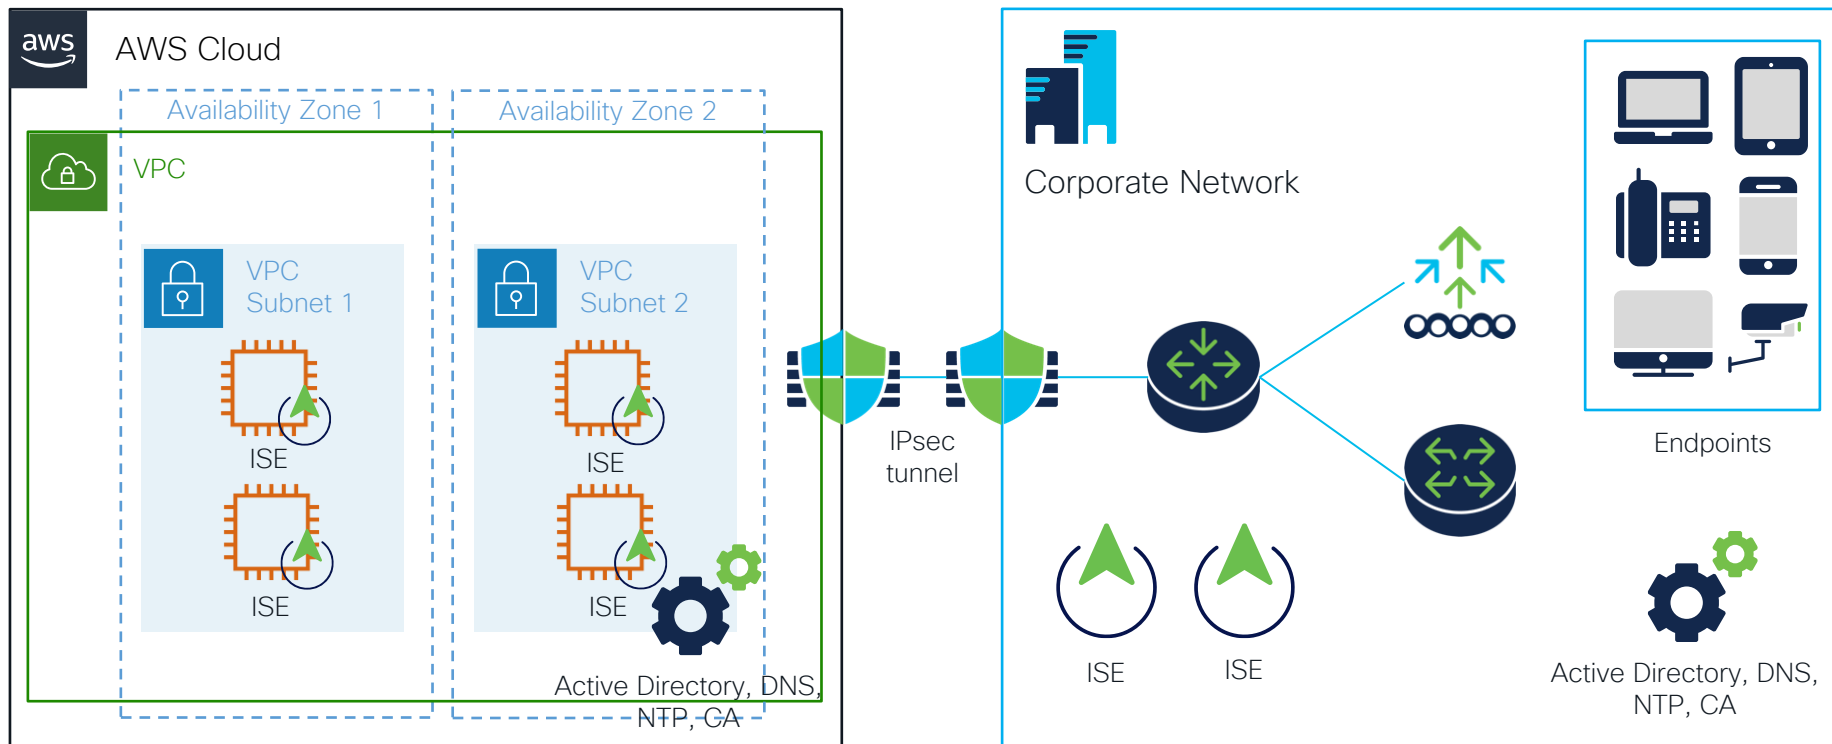 aws
AWS Cloud
Availability Zone 1
Availability Zone 2
VPC
VPC
Subnet 1
VPC
Subnet 2
ISE
ISE
ISE
ISE
Active Directory, DNS,
NTP, CA
IPsec
tunnel
Corporate Network
Endpoints
ISE
ISE
Active Directory, DNS,
NTP, CA